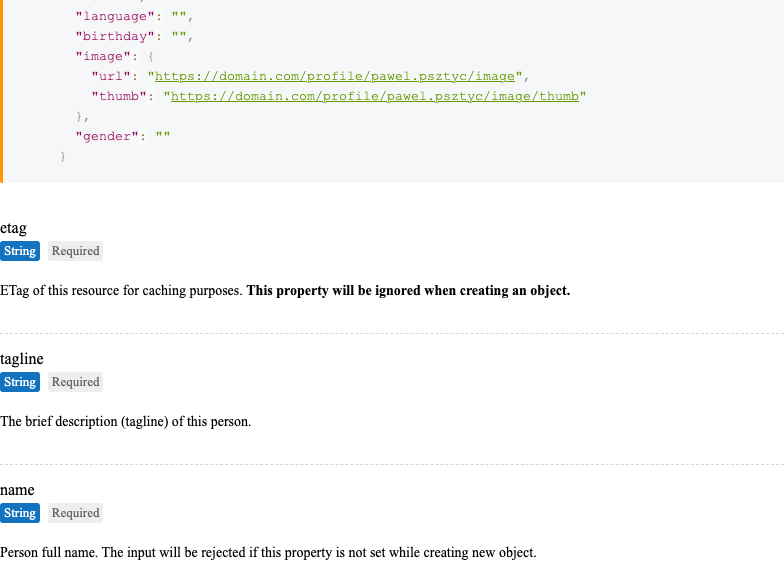 "language": "",
"birthday": "",
"image": {
"url": "https://domain.com/profile/pawel.psztyc/image",
"thumb": "https://domain.com/profile/pawel.psztyc/image/thumb"
},
"gender": ""
}
etag
String Required
ETag of this resource for caching purposes. This property will be ignored when creating an object.
tagline
String Required
The brief description (tagline) of this person.
name
String Required
Person full name. The input will be rejected if this property is not set while creating new object.